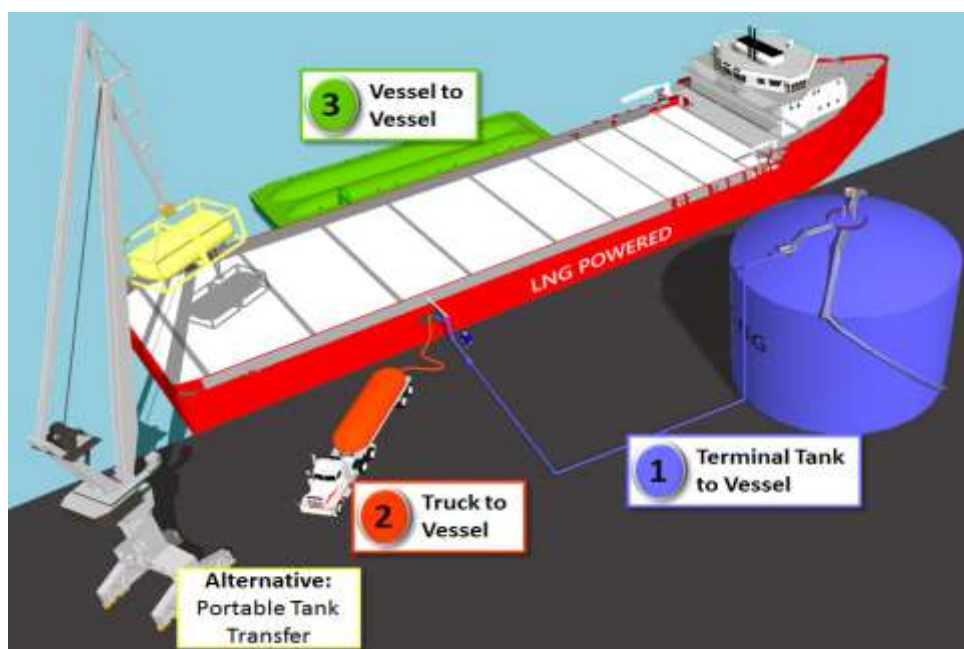 3
Vessel to
Vessel
LNG POWERED
1
Terminal Tank
to Vessel
2
Truck to
Vessel
Alternative:
Portable Tank
Transfer